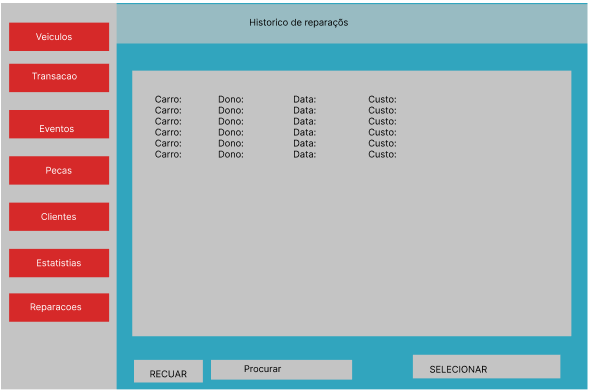 Historico de reparaçõs
Veiculos
Transacao
Eventos
Pecas
Clientes
Estatistias
Reparacoes
Carro: Dono: Data: Custo:
Carro: Dono: Data: Custo:
Carro: Dono: Data: Custo:
Carro: Dono: Data: Custo:
Carro: Dono: Data: Custo:
Carro: Dono: Data: Custo:
RECUAR
Procurar
SELECIONAR